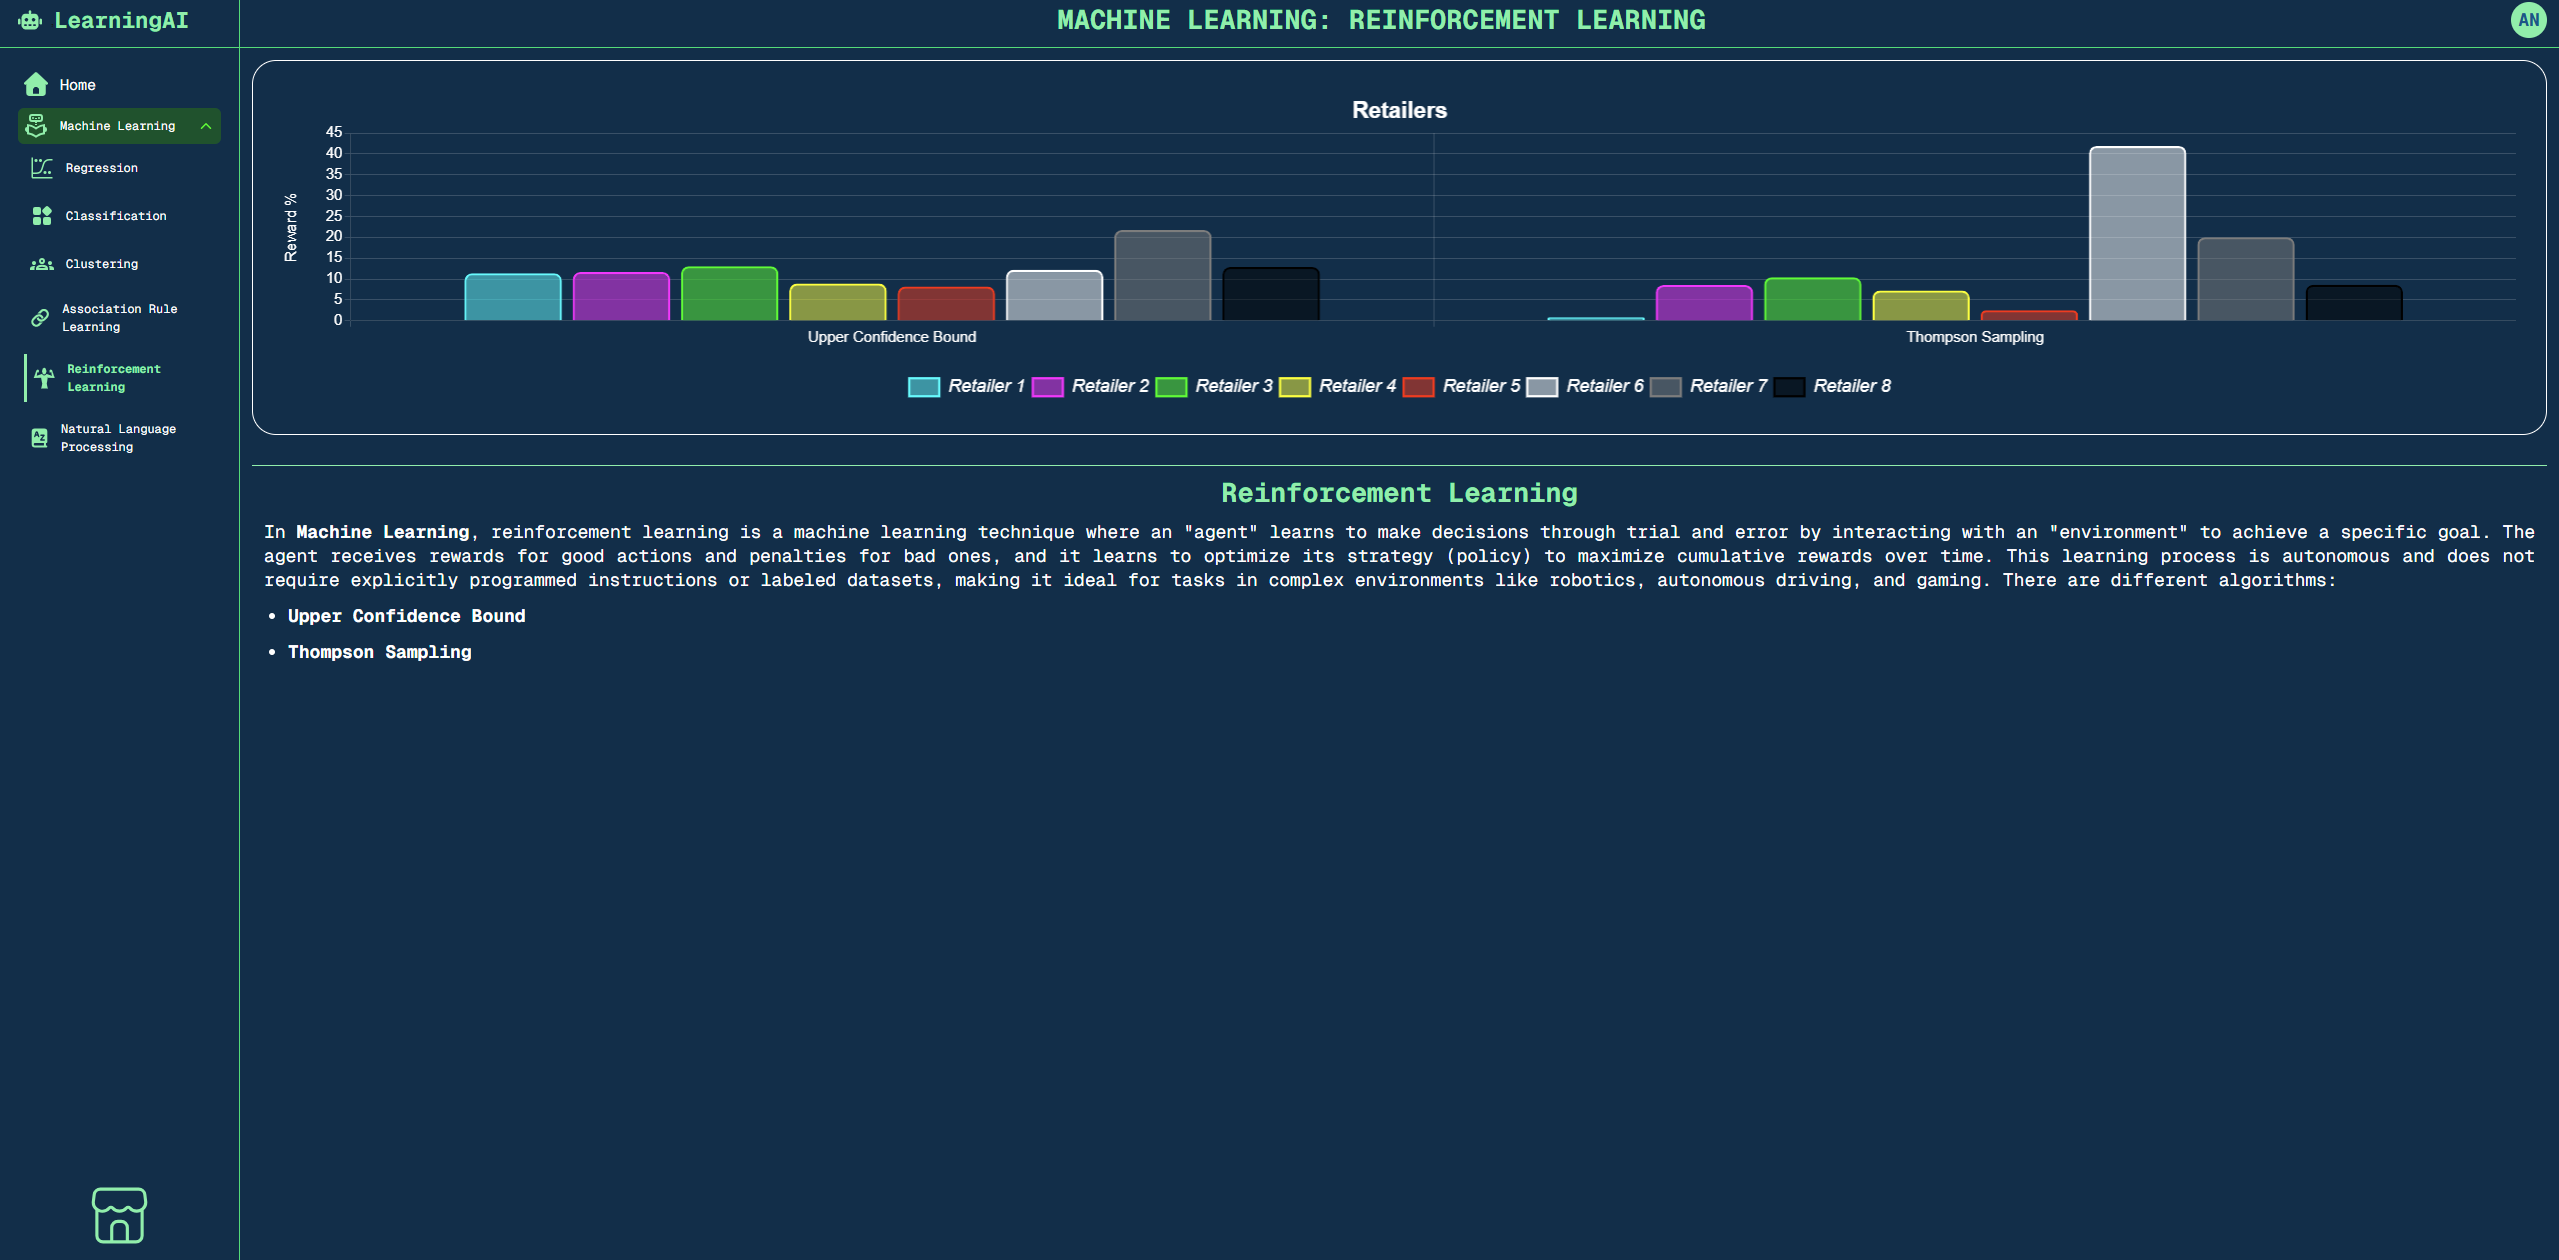 LearningAI
MACHINE LEARNING: REINFORCEMENT LEARNING
AN
Home
Machine Learning
Regression
Classification
Clustering
Association Rule
Learning
Reinforcement
Learning
Natural Language
Processing
Retailers
Reward %
45
40
35
30
25
20
15
10
5
0
Upper Confidence Bound
Thompson Sampling
Retailer 1 Retailer 2 Retailer 3 Retailer 4 Retailer 5 Retailer 6 Retailer 7 Retailer 8
Reinforcement Learning
In Machine Learning, reinforcement learning is a machine learning technique where an "agent" learns to make decisions through trial and error by interacting with an "environment" to achieve a specific goal. The
agent receives rewards for good actions and penalties for bad ones, and it learns to optimize its strategy (policy) to maximize cumulative rewards over time. This learning process is autonomous and does not
require explicitly programmed instructions or labeled datasets, making it ideal for tasks in complex environments like robotics, autonomous driving, and gaming. There are different algorithms:
• Upper Confidence Bound
• Thompson Sampling